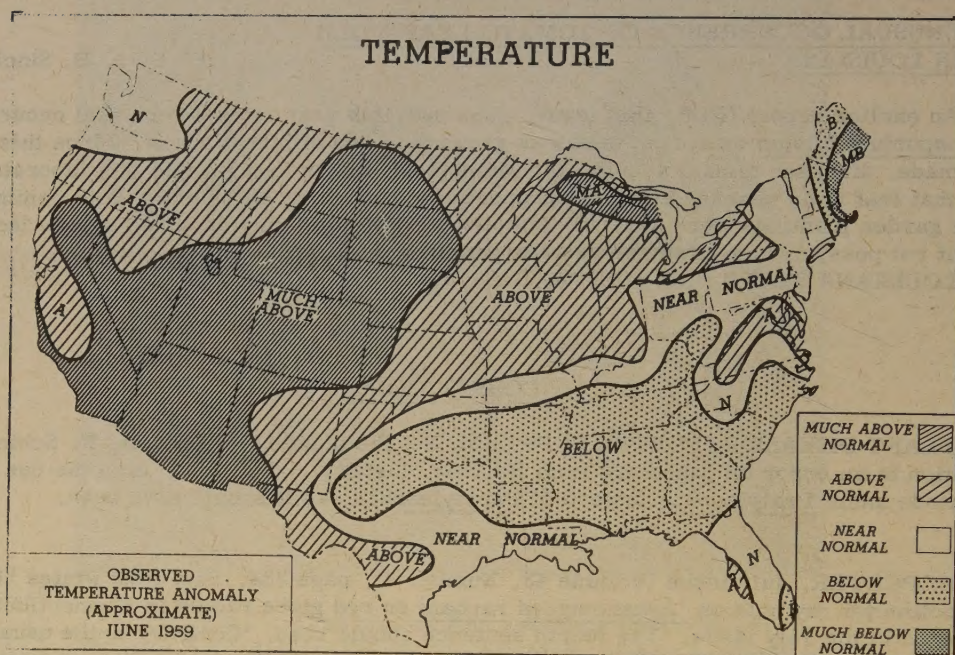 TEMPERATURE
N
B
MB
MA
ABOVE
A
MUCH
ABOVE
ABOVE
NEAR NORMAL
A
N
BELOW
ABOVE
NEAR NORMAL
N
A
MUCH ABOVE
NORMAL
ABOVE
NORMAL
NEAR
NORMAL
BELOW
NORMAL
MUCH BELOW
NORMAL
OBSERVED
TEMPERATURE ANOMALY
(APPROXIMATE)
JUNE 1959